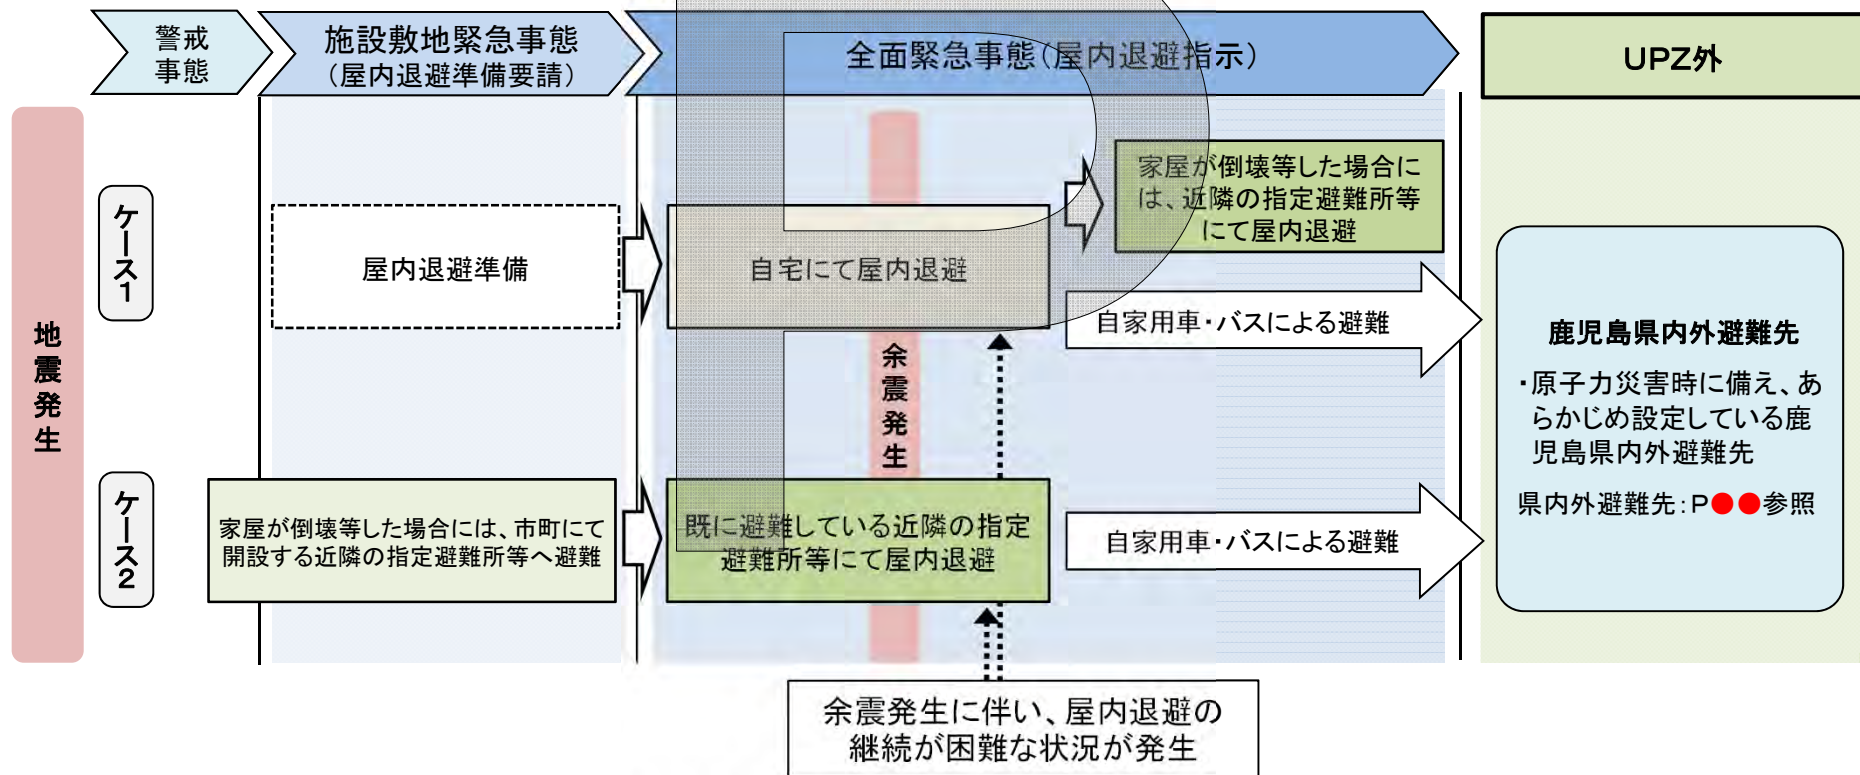 警戒
事態
施設敷地緊急事態
（屋内退避準備要請）
全面緊急事態（屋内退避指示）
UPZ外
地震発生
ケース1
屋内退避準備
自宅にて屋内退避
家屋が倒壊等した場合に
は、近隣の指定避難所等
にて屋内退避
自家用車・バスによる避難
余震発生
ケース2
家屋が倒壊等した場合には、市町にて
開設する近隣の指定避難所等へ避難
既に避難している近隣の指定
避難所等にて屋内退避
自家用車・バスによる避難
鹿児島県内外避難先
・原子力災害時に備え、あ
らかじめ設定している鹿
児島県内外避難先
県内外避難先：P●●参照
余震発生に伴い、屋内退避の
継続が困難な状況が発生